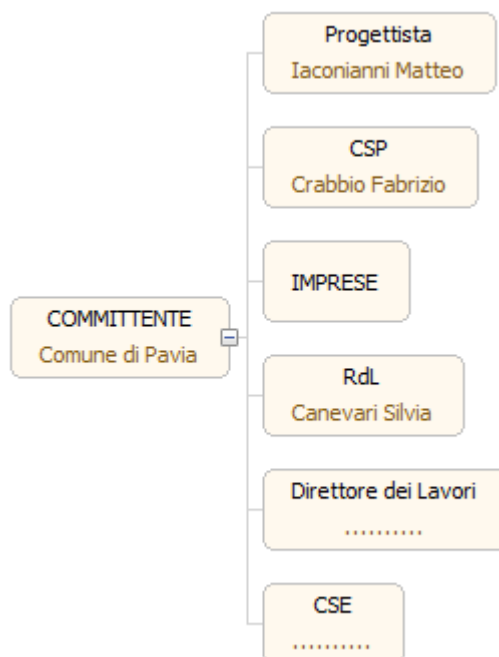 Progettista
Iaconianni Matteo
CSP
Crabbio Fabrizio
IMPRESE
COMMITTENTE
Comune di Pavia
RdL
Canevari Silvia
Direttore dei Lavori
..........
CSE
..........